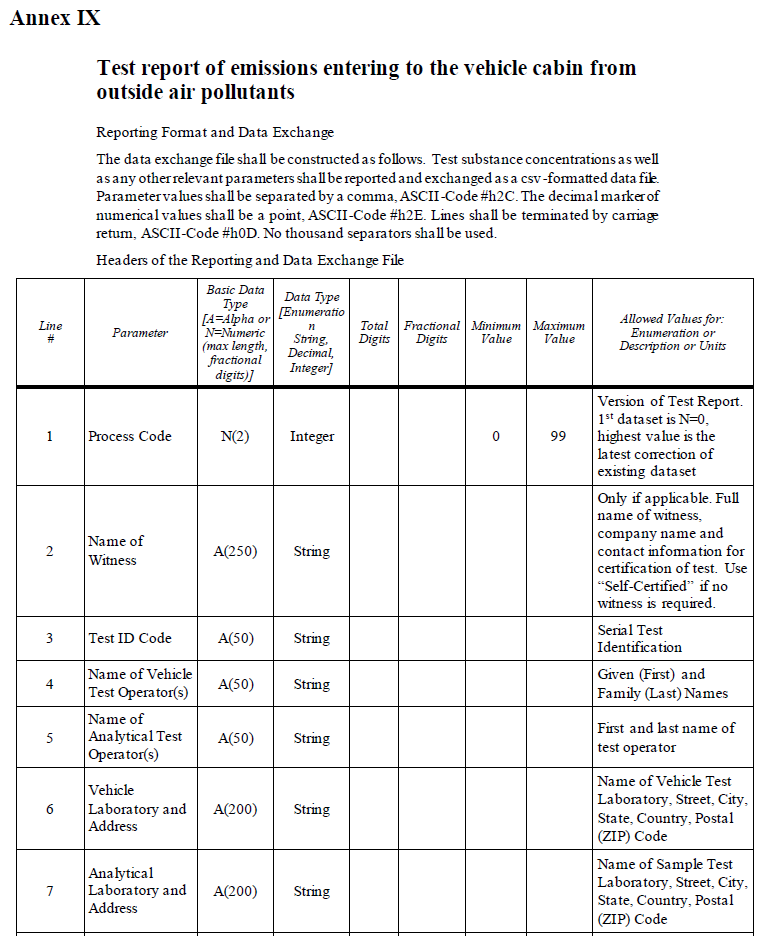 Annex IX
Test report of emissions entering to the vehicle cabin from
outside air pollutants
Reporting Format and Data Exchange
The data exchange file shall be constructed as follows. Test substance concentrations as well
as any other relevant parameters shall be reported and exchanged as a csv-formatted data file.
Parameter values shall be separated by a comma, ASCII-Code #h2C. The decimal marker of
numerical values shall be a point, ASCII-Code #h2E. Lines shall be terminated by carriage
return, ASCII-Code #h0D. No thousand separators shall be used.
Headers of the Reporting and Data Exchange File
Line
#
Parameter
Basic Data
Type
[A=Alpha or
N=Numeric
(max length,
fractional
digits)]
Data Type
[Enumeratio
n
String,
Decimal,
Integer]
Total
Digits
Fractional
Digits
Minimum
Value
Maximum
Value
Allowed Values for:
Enumeration or
Description or Units
1
Process Code
N(2)
Integer
0
99
Version of Test Report.
1st dataset is N=0,
highest value is the
latest correction of
existing dataset
2
Name of
Witness
A(250)
String
Only if applicable. Full
name of witness,
company name and
contact information for
certification of test. Use
“Self-Certified” if no
witness is required.
3
Test ID Code
A(50)
String
Serial Test
Identification
4
Name of Vehicle
Test Operator(s)
A(50)
String
Given (First) and
Family (Last) Names
5
Name of
Analytical Test
Operator(s)
A(50)
String
First and last name of
test operator
6
Vehicle
Laboratory and
Address
A(200)
String
Name of Vehicle Test
Laboratory, Street, City,
State, Country, Postal
(ZIP) Code
7
Analytical
Laboratory and
Address
A(200)
String
Name of Sample Test
Laboratory, Street, City,
State, Country, Postal
(ZIP) Code